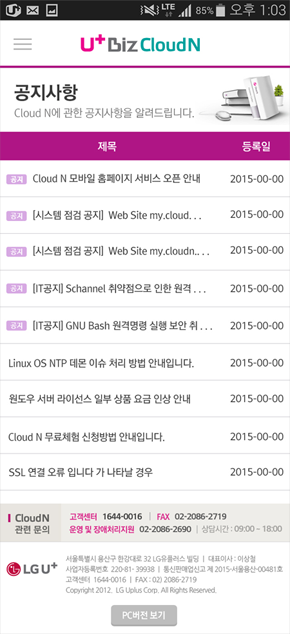 LTE 85% 오후 1:03
U+ Biz CloudN
공지사항
Cloud N에 관한 공지사항을 알려드립니다.
제목 등록일
공지 Cloud N 모바일 홈페이지 서비스 오픈 안내 2015-00-00
공지 [시스템 점검 공지] Web Site my.cloud. . . 2015-00-00
공지 [시스템 점검 공지] Web Site my.cloudn.. . . 2015-00-00
공지 [IT공지] Schannel 취약점으로 인한 원격 . . . 2015-00-00
공지 [IT공지] GNU Bash 원격명령 실행 보안 취 . . . 2015-00-00
Linux OS NTP 데몬 이슈 처리 방법 안내입니다. 2015-00-00
윈도우 서버 라이선스 일부 상품 요금 인상 안내 2015-00-00
Cloud N 무료체험 신청방법 안내입니다. 2015-00-00
SSL 연결 오류 입니다 가 나타날 경우 2015-00-00
CloudN 관련 문의
고객센터 1644-0016 | FAX 02-2086-2719
운영 및 장애처리지원 02-2086-2690 | 상담시간 : 09:00 ~ 18:00
LG U+
서울특별시 용산구 한강대로 32 LG유플러스 빌딩 | 대표이사 : 이상철
사업자등록번호 220-81-39938 | 통신판매업신고 제 2015-서울용산-00481호
고객센터 1644-0016 | FAX : 02) 2086-2719
Copyright 2012. LG Uplus Corp. All Rights Reserved.
PC버전 보기